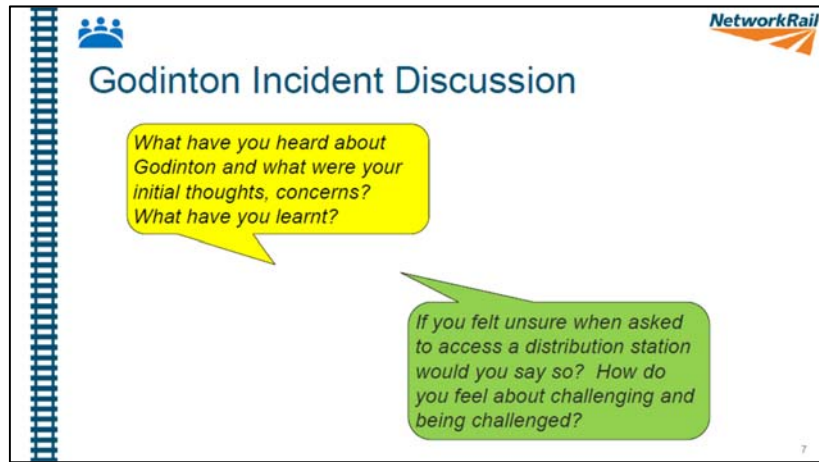 NetworkRail
Godinton Incident Discussion
What have you heard about
Godinton and what were your
initial thoughts, concerns?
What have you learnt?
If you felt unsure when asked
to access a distribution station
would you say so?  How do
you feel about challenging and
being challenged?
7